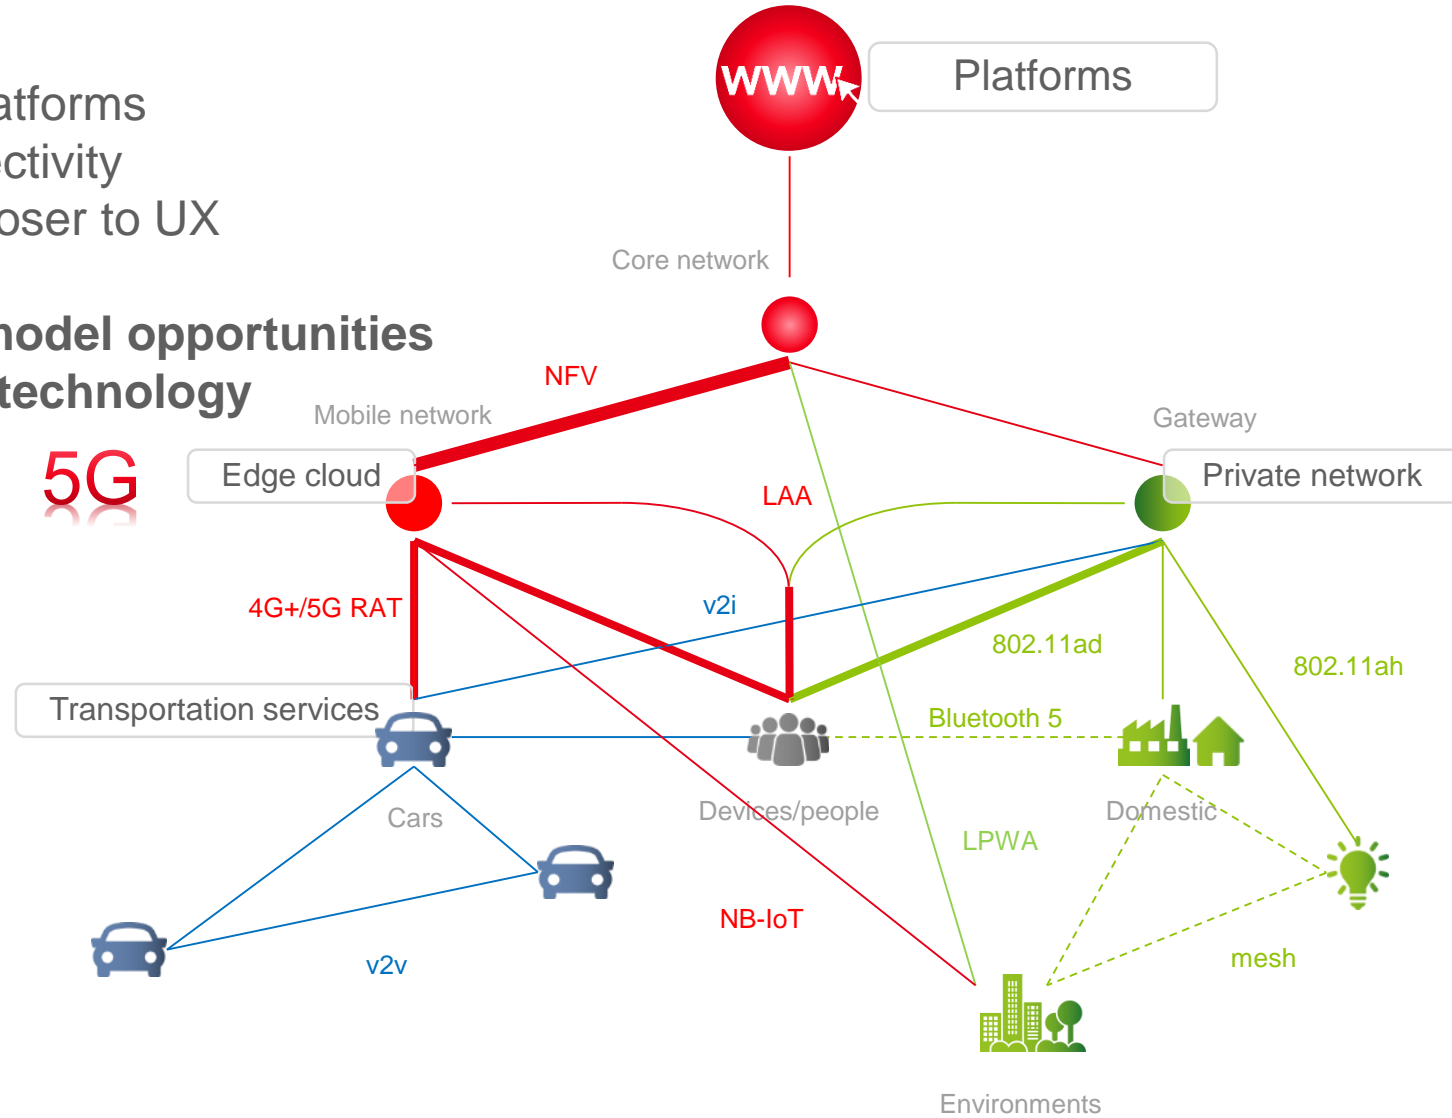 www
Platforms
atforms
ectivity
oser to UX
Core network
nodel opportunities
technology
NFV
Mobile network
Gateway
5G
Edge cloud
Private network
LAA
4G+/5G RAT
v2i
802.11ad
802.11ah
Transportation services
Bluetooth 5
Cars
Devices/people
Domestic
LPWA
NB-IoT
v2v
mesh
Environments